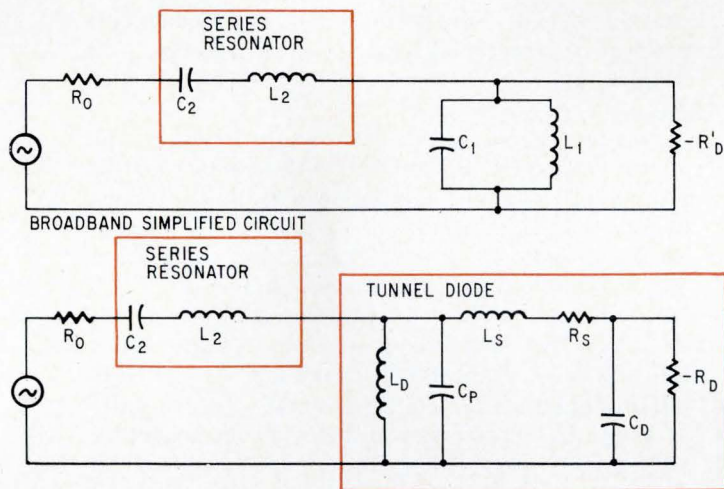 SERIES
RESONATOR
R₀
C₂
L₂
C₁
L₁
-R'D
BROADBAND SIMPLIFIED CIRCUIT
SERIES
RESONATOR
TUNNEL DIODE
R₀
C₂
L₂
LS
RS
LD
CP
CD
-RD